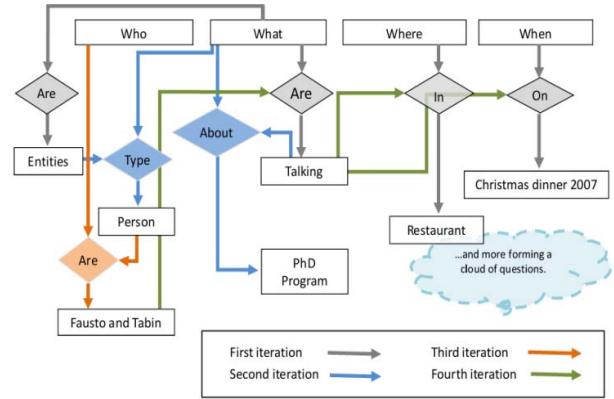 Who
What
Where
When
Are
Are
In
On
About
Entities
Type
Talking
Christmas dinner 2007
Person
Restaurant
Are
PhD
Program
...and more forming a
cloud of questions.
Fausto and Tabin
First iteration
Third iteration
Second iteration
Fourth iteration